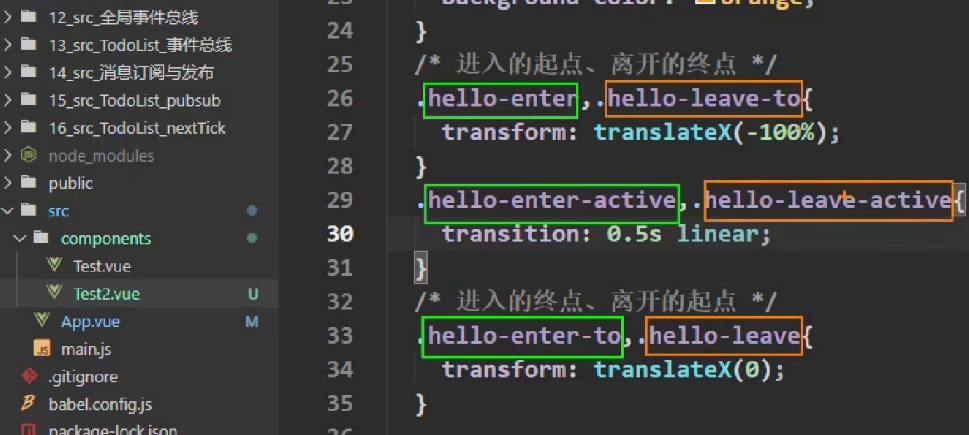 12_src_全局事件总线
13_src_TodoList_事件总线
14_src_消息订阅与发布
15_src_TodoList_pubsub
16_src_TodoList_nextTick
node_modules
public
src
components
Test.vue
Test2.vue U
App.vue M
JS main.js
.gitignore
babel.config.js
package-lock.json
23 background-color: orange;
24 }
25 /* 进入的起点、离开的终点 */
26 .hello-enter,.hello-leave-to{
27 transform: translateX(-100%);
28 }
29 .hello-enter-active,.hello-leave-active{
30 transition: 0.5s linear;
31 }
32 /* 进入的终点、离开的起点 */
33 .hello-enter-to,.hello-leave{
34 transform: translateX(0);
35 }
36